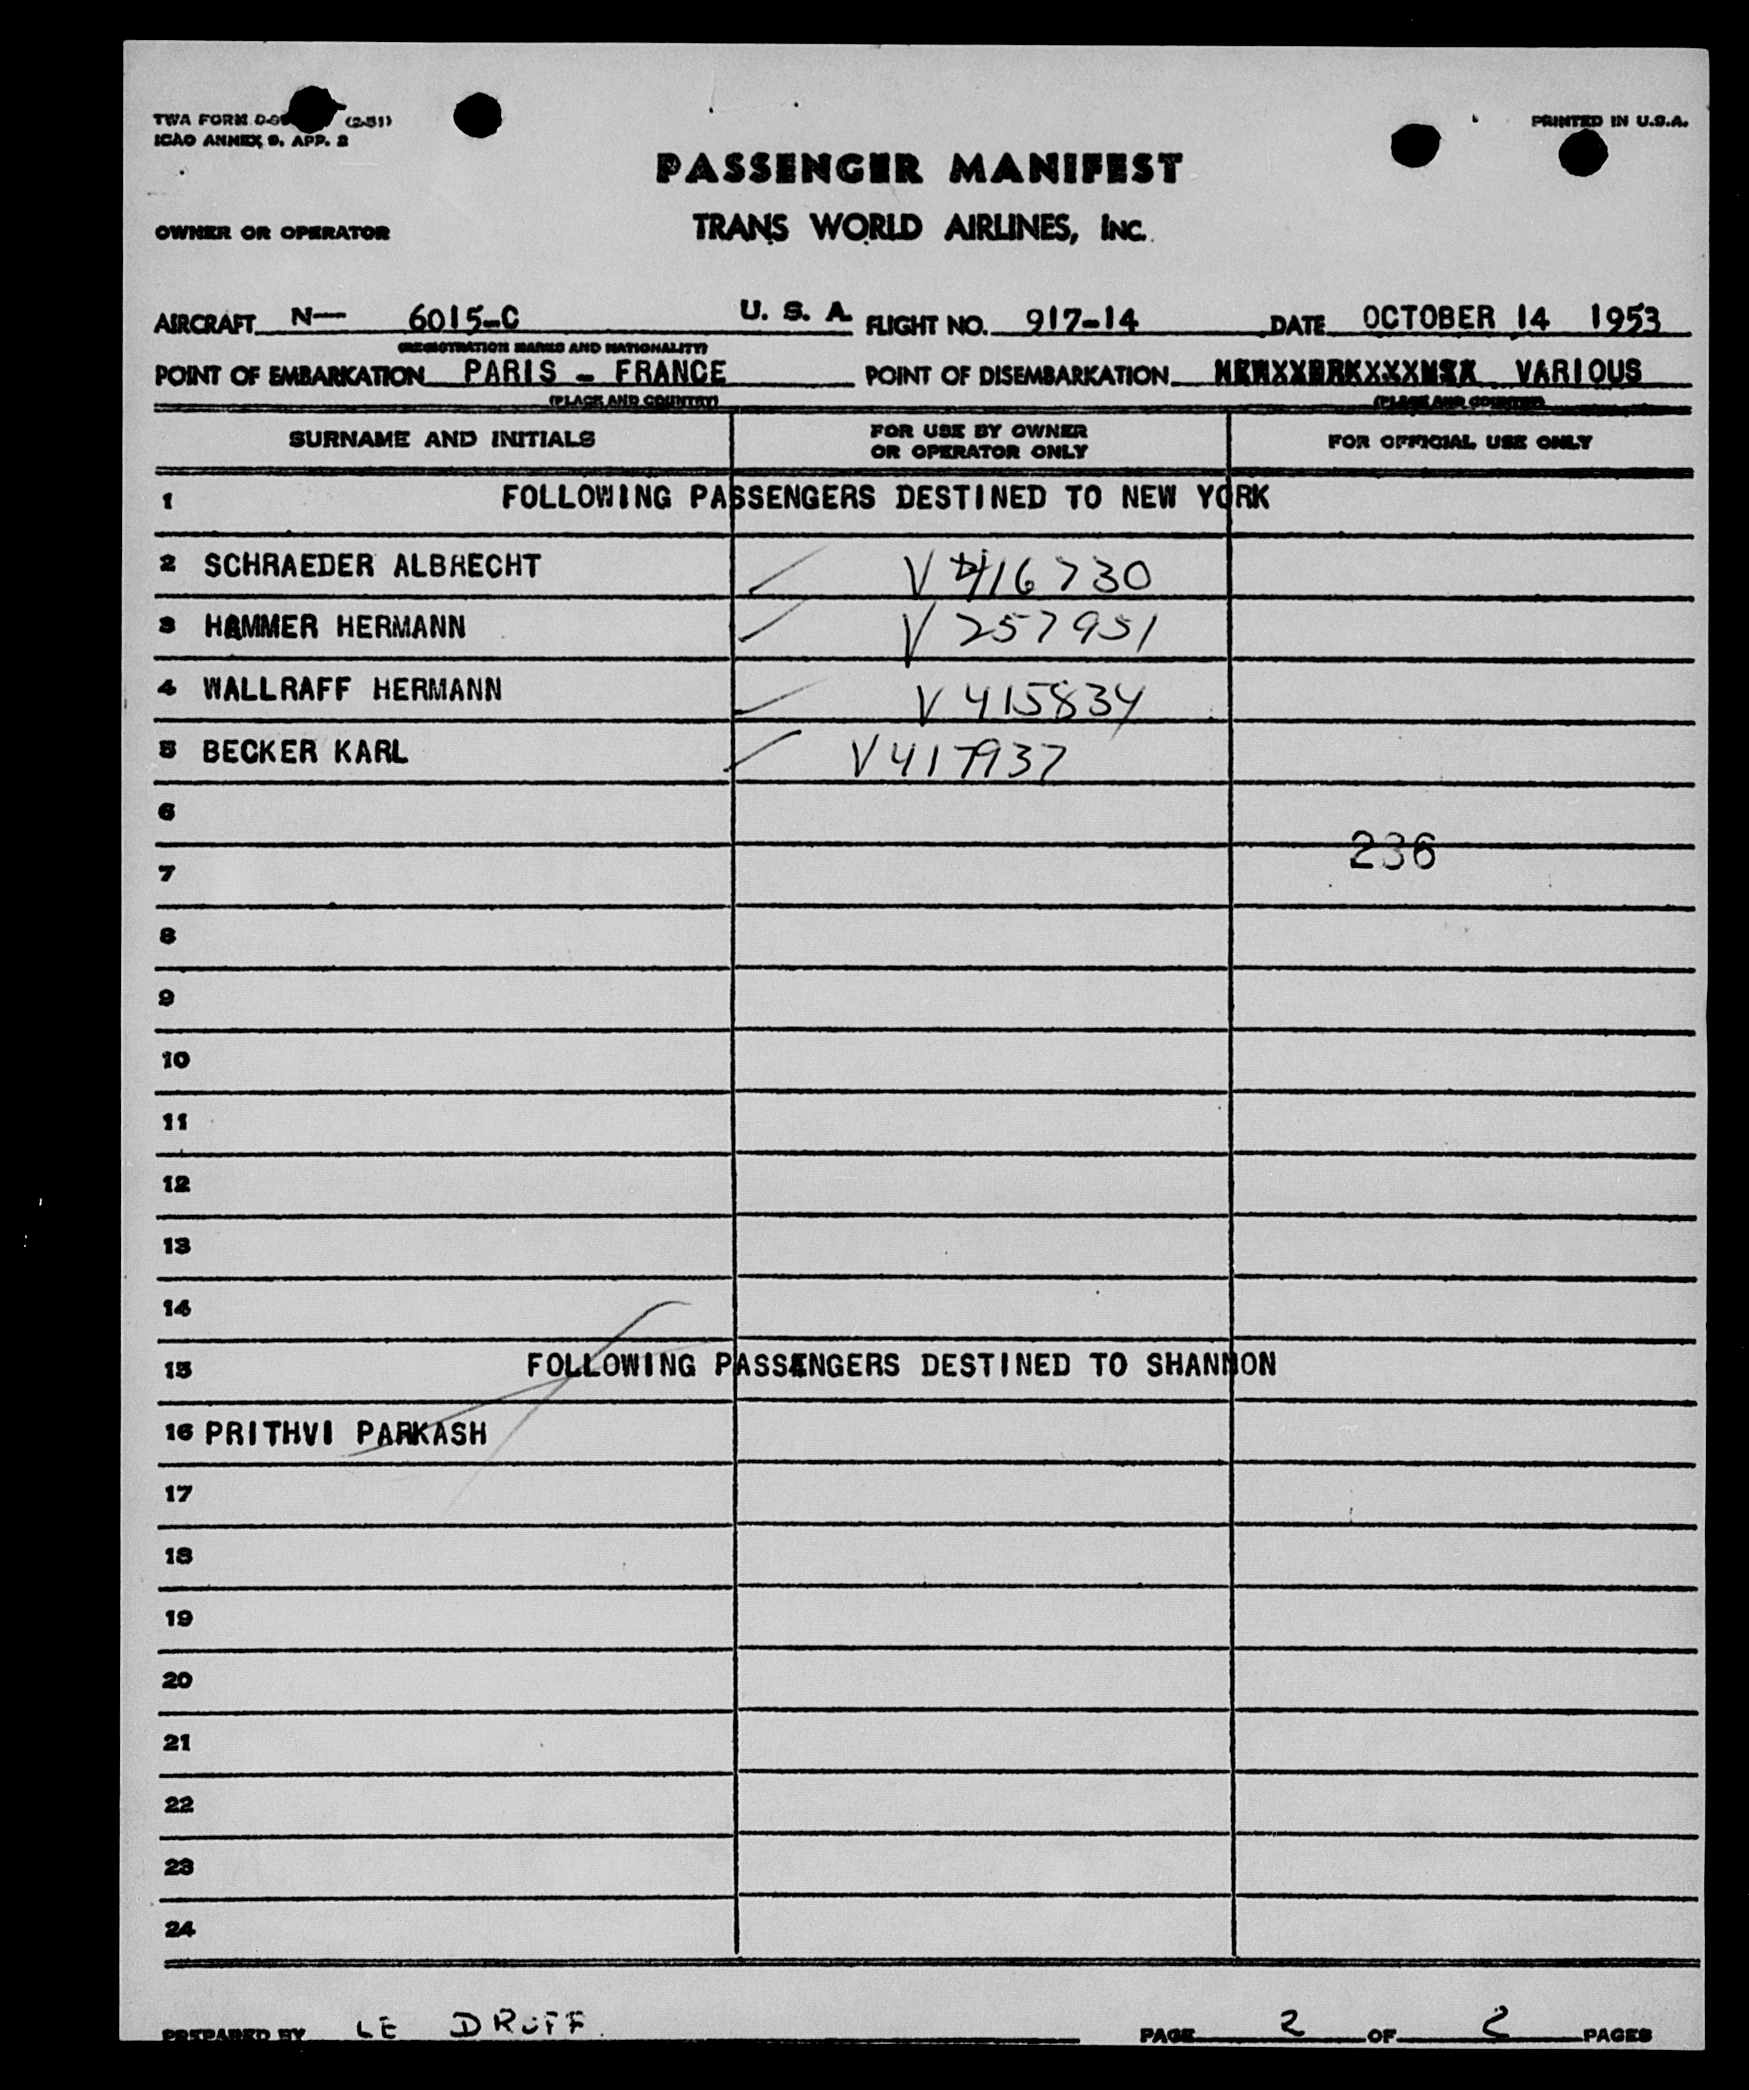 TWA FORM (2-51)
ICAO ANNEX 9, APP. 2
PRINTED IN U.S.A.
PASSENGER MANIFEST
OWNER OR OPERATOR
TRANS WORLD AIRLINES, INC.
AIRCRAFT N— 6015-C U. S. A. FLIGHT NO. 917-14 DATE OCTOBER 14 1953
(REGISTRATION MARKS AND NATIONALITY)
POINT OF EMBARKATION PARIS - FRANCE POINT OF DISEMBARKATION VARIOUS
(PLACE AND COUNTRY) (PLACE AND COUNTRY)
SURNAME AND INITIALS FOR USE BY OWNER OR OPERATOR ONLY FOR OFFICIAL USE ONLY
1 FOLLOWING PASSENGERS DESTINED TO NEW YORK
2 SCHRAEDER ALBRECHT V 416730
3 HAMMER HERMANN V 257951
4 WALLRAFF HERMANN V 415834
5 BECKER KARL V 417937
6
236
7
8
9
10
11
12
13
14
15 FOLLOWING PASSENGERS DESTINED TO SHANNON
16 PRITHVI PARKASH
17
18
19
20
21
22
23
24
PREPARED BY LE DROFF PAGE 2 OF 2 PAGES